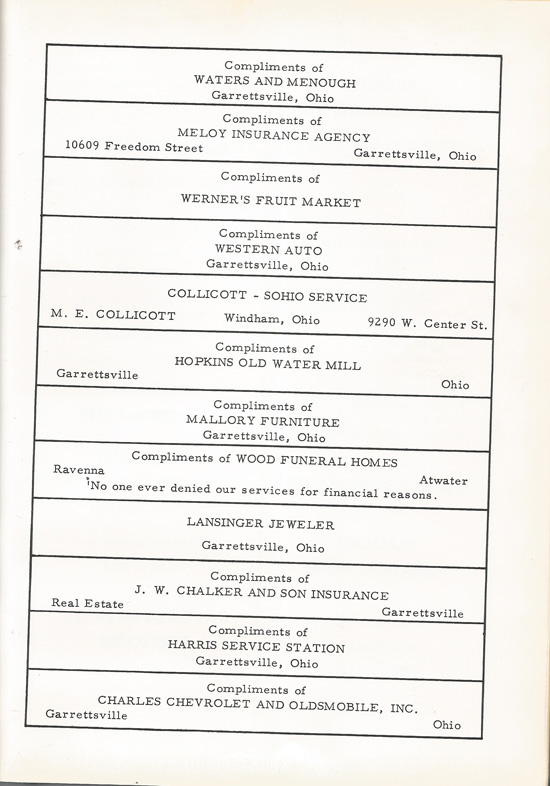 Compliments of
WATERS AND MENOUGH
Garrettsville, Ohio
Compliments of
MELOY INSURANCE AGENCY
10609 Freedom Street Garrettsville, Ohio
Compliments of
WERNER'S FRUIT MARKET
Compliments of
WESTERN AUTO
Garrettsville, Ohio
COLLICOTT - SOHIO SERVICE
M. E. COLLICOTT Windham, Ohio 9290 W. Center St.
Compliments of
HOPKINS OLD WATER MILL
Garrettsville Ohio
Compliments of
MALLORY FURNITURE
Garrettsville, Ohio
Compliments of WOOD FUNERAL HOMES
Ravenna Atwater
'No one ever denied our services for financial reasons.
LANSINGER JEWELER
Garrettsville, Ohio
Compliments of
J. W. CHALKER AND SON INSURANCE
Real Estate Garrettsville
Compliments of
HARRIS SERVICE STATION
Garrettsville, Ohio
Compliments of
CHARLES CHEVROLET AND OLDSMOBILE, INC.
Garrettsville Ohio